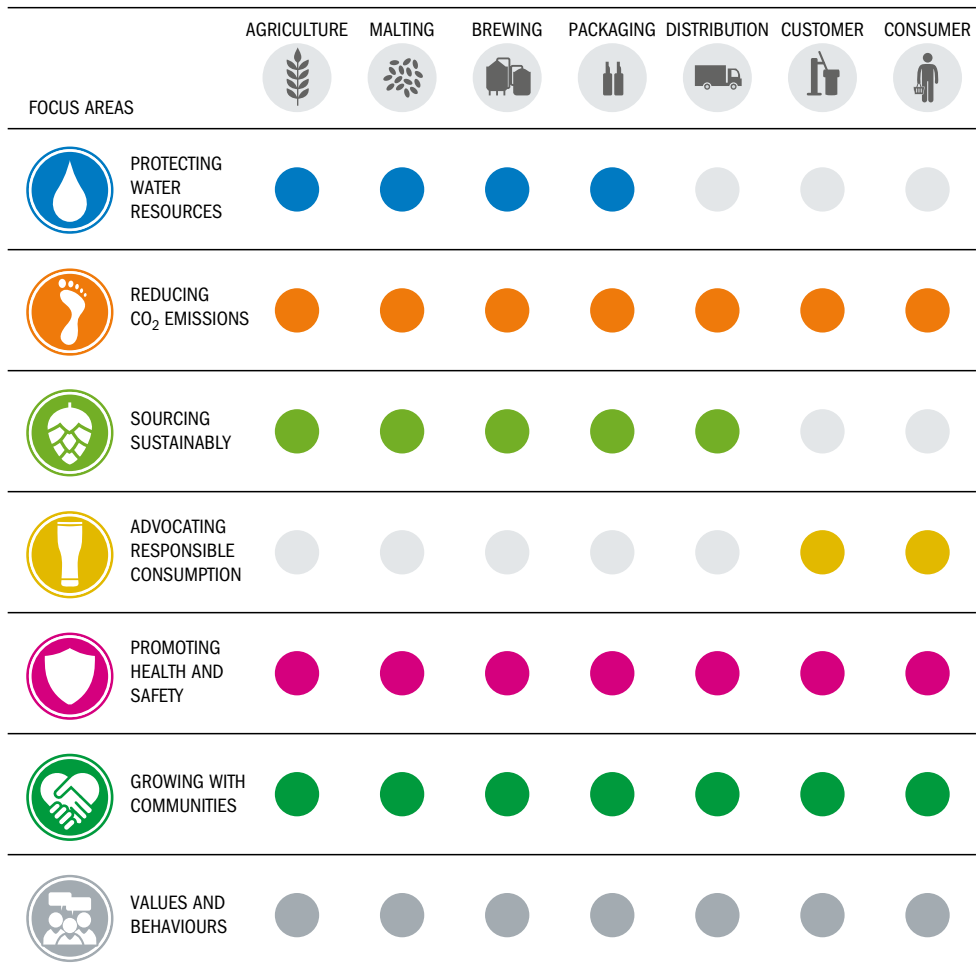 AGRICULTURE MALTING BREWING PACKAGING DISTRIBUTION CUSTOMER CONSUMER
FOCUS AREAS
PROTECTING
WATER
RESOURCES
REDUCING
CO₂ EMISSIONS
SOURCING
SUSTAINABLY
ADVOCATING
RESPONSIBLE
CONSUMPTION
PROMOTING
HEALTH AND
SAFETY
GROWING WITH
COMMUNITIES
VALUES AND
BEHAVIOURS